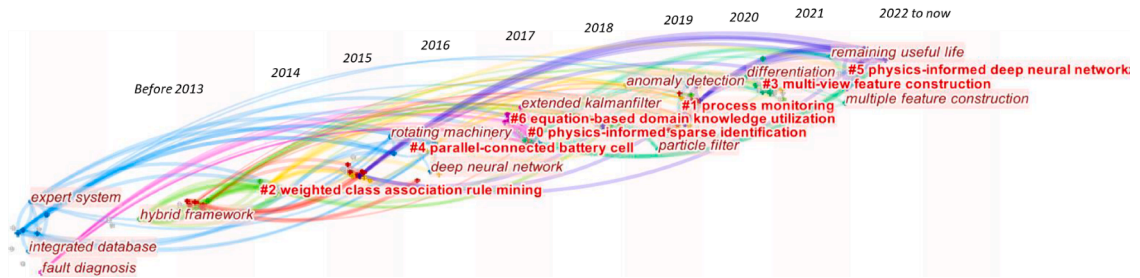 Before 2013
2014
2015
2016
2017
2018
2019
2020
2021
2022 to now
remaining useful life
#5 physics-informed deep neural network
differentiation
anomaly detection
#3 multi-view feature construction
multiple feature construction
extended kalmanfilter
#1 process monitoring
#6 equation-based domain knowledge utilization
rotating machinery
#0 physics-informed sparse identification
#4 parallel-connected battery cell
particle filter
deep neural network
#2 weighted class association rule mining
expert system
hybrid framework
integrated database
fault diagnosis